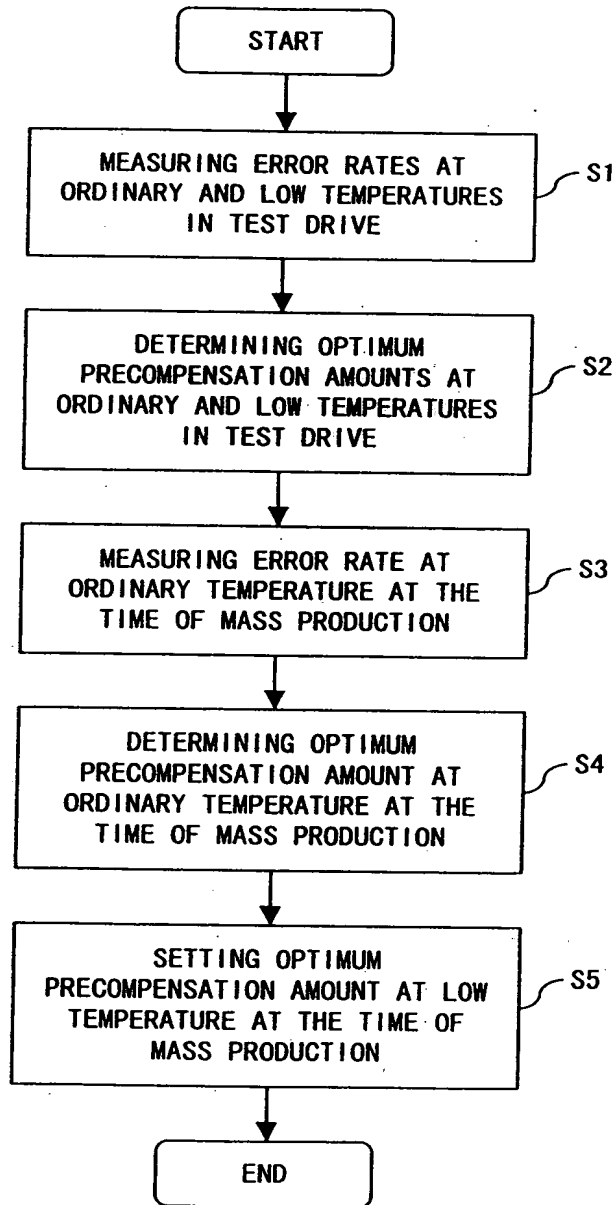 START
MEASURING ERROR RATES AT
ORDINARY AND LOW TEMPERATURES
IN TEST DRIVE
S1
DETERMINING OPTIMUM
PRECOMPENSATION AMOUNTS AT
ORDINARY AND LOW TEMPERATURES
IN TEST DRIVE
S2
MEASURING ERROR RATE AT
ORDINARY TEMPERATURE AT THE
TIME OF MASS PRODUCTION
S3
DETERMINING OPTIMUM
PRECOMPENSATION AMOUNT AT
ORDINARY TEMPERATURE AT THE
TIME OF MASS PRODUCTION
S4
SETTING OPTIMUM
PRECOMPENSATION AMOUNT AT LOW
TEMPERATURE AT THE TIME OF
MASS PRODUCTION
S5
END